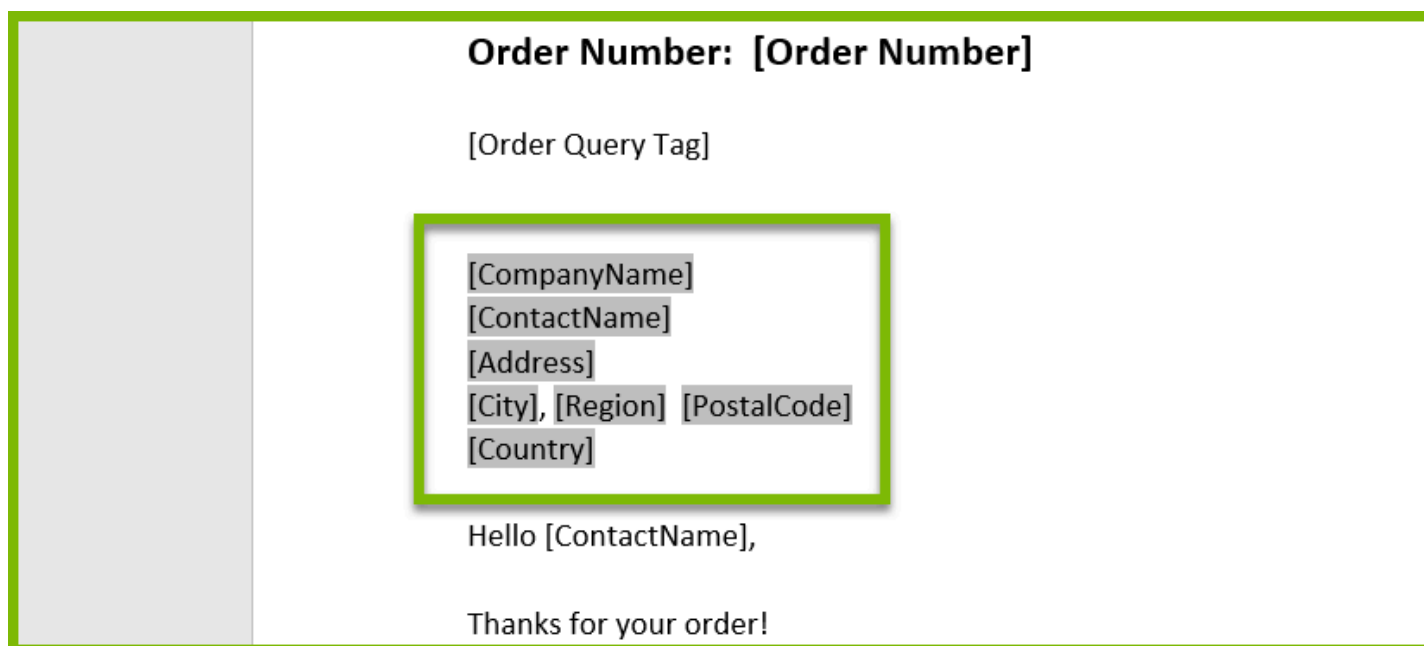 Order Number:  [Order Number]
[Order Query Tag]
[CompanyName]
[ContactName]
[Address]
[City], [Region]  [PostalCode]
[Country]
Hello [ContactName],
Thanks for your order!